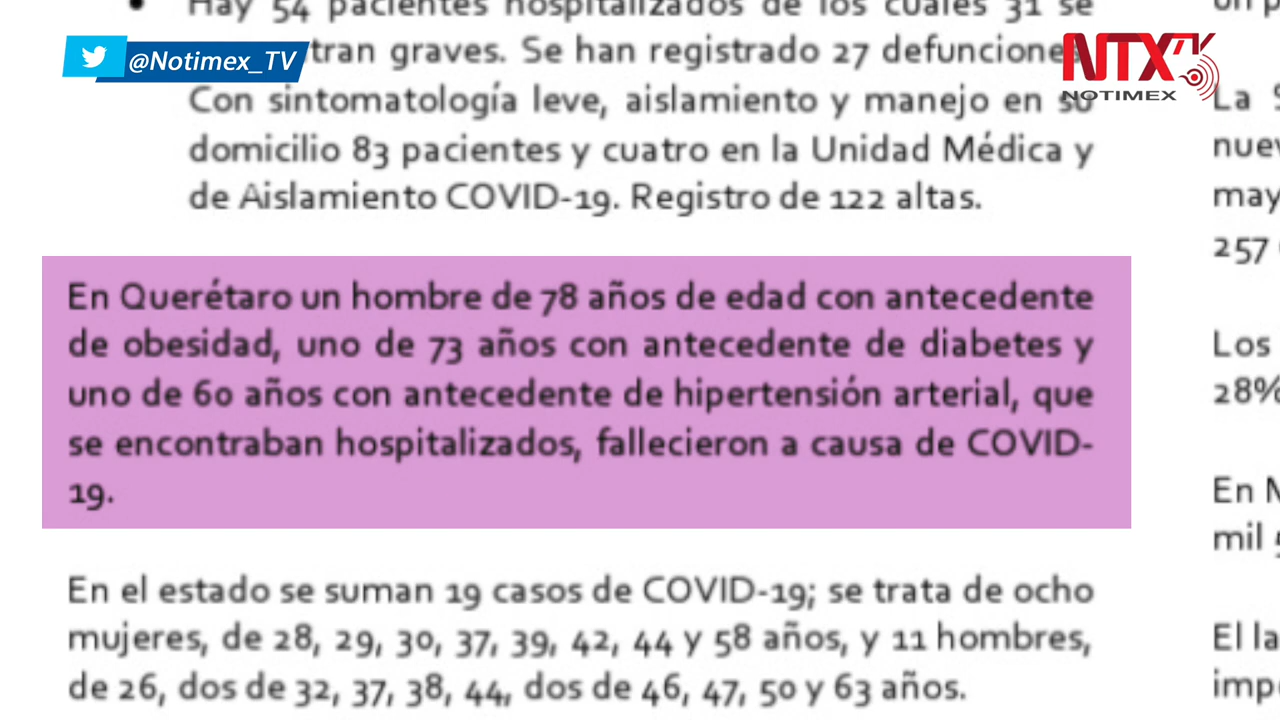 Hay 54 pacientes hospitalizados de los cuales 31 se
@Notimex_TV
tran graves. Se han registrado 27 defunciones
NTX TV
NOTIMEX
Con sintomatología leve, aislamiento y manejo en su
domicilio 83 pacientes y cuatro en la Unidad Médica y
de Aislamiento COVID-19. Registro de 122 altas.
En Querétaro un hombre de 78 años de edad con antecedente
de obesidad, uno de 73 años con antecedente de diabetes y
uno de 60 años con antecedente de hipertensión arterial, que
se encontraban hospitalizados, fallecieron a causa de COVID-
19.
En el estado se suman 19 casos de COVID-19; se trata de ocho
mujeres, de 28, 29, 30, 37, 39, 42, 44 y 58 años, y 11 hombres,
de 26, dos de 32, 37, 38, 44, dos de 46, 47, 50 y 63 años.
La
nuev
may
257
Los
28%
En
mil
El la
imp